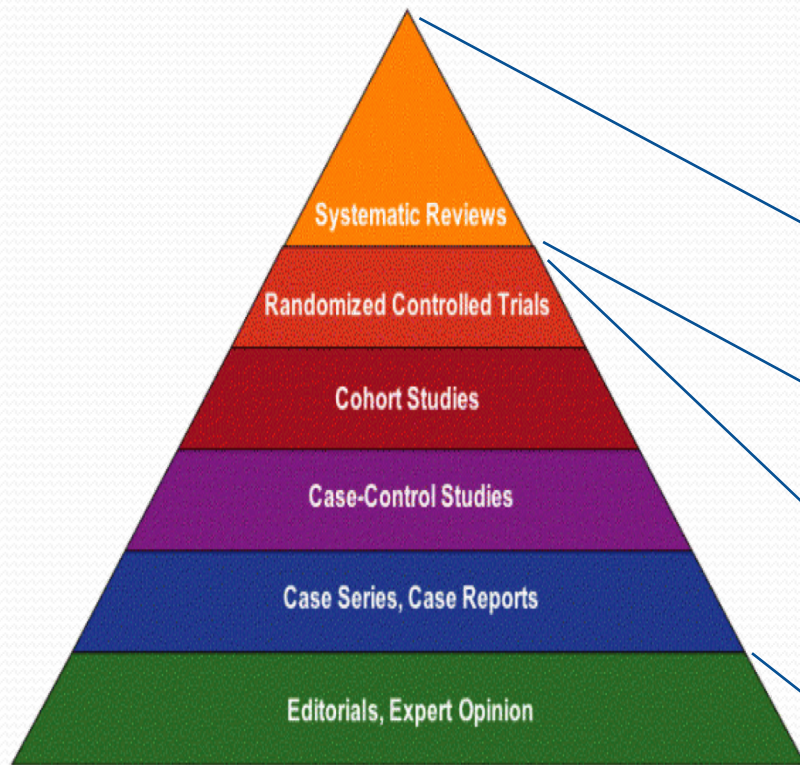 Systematic Reviews
Randomized Controlled Trials
Cohort Studies
Case-Control Studies
Case Series, Case Reports
Editorials, Expert Opinion